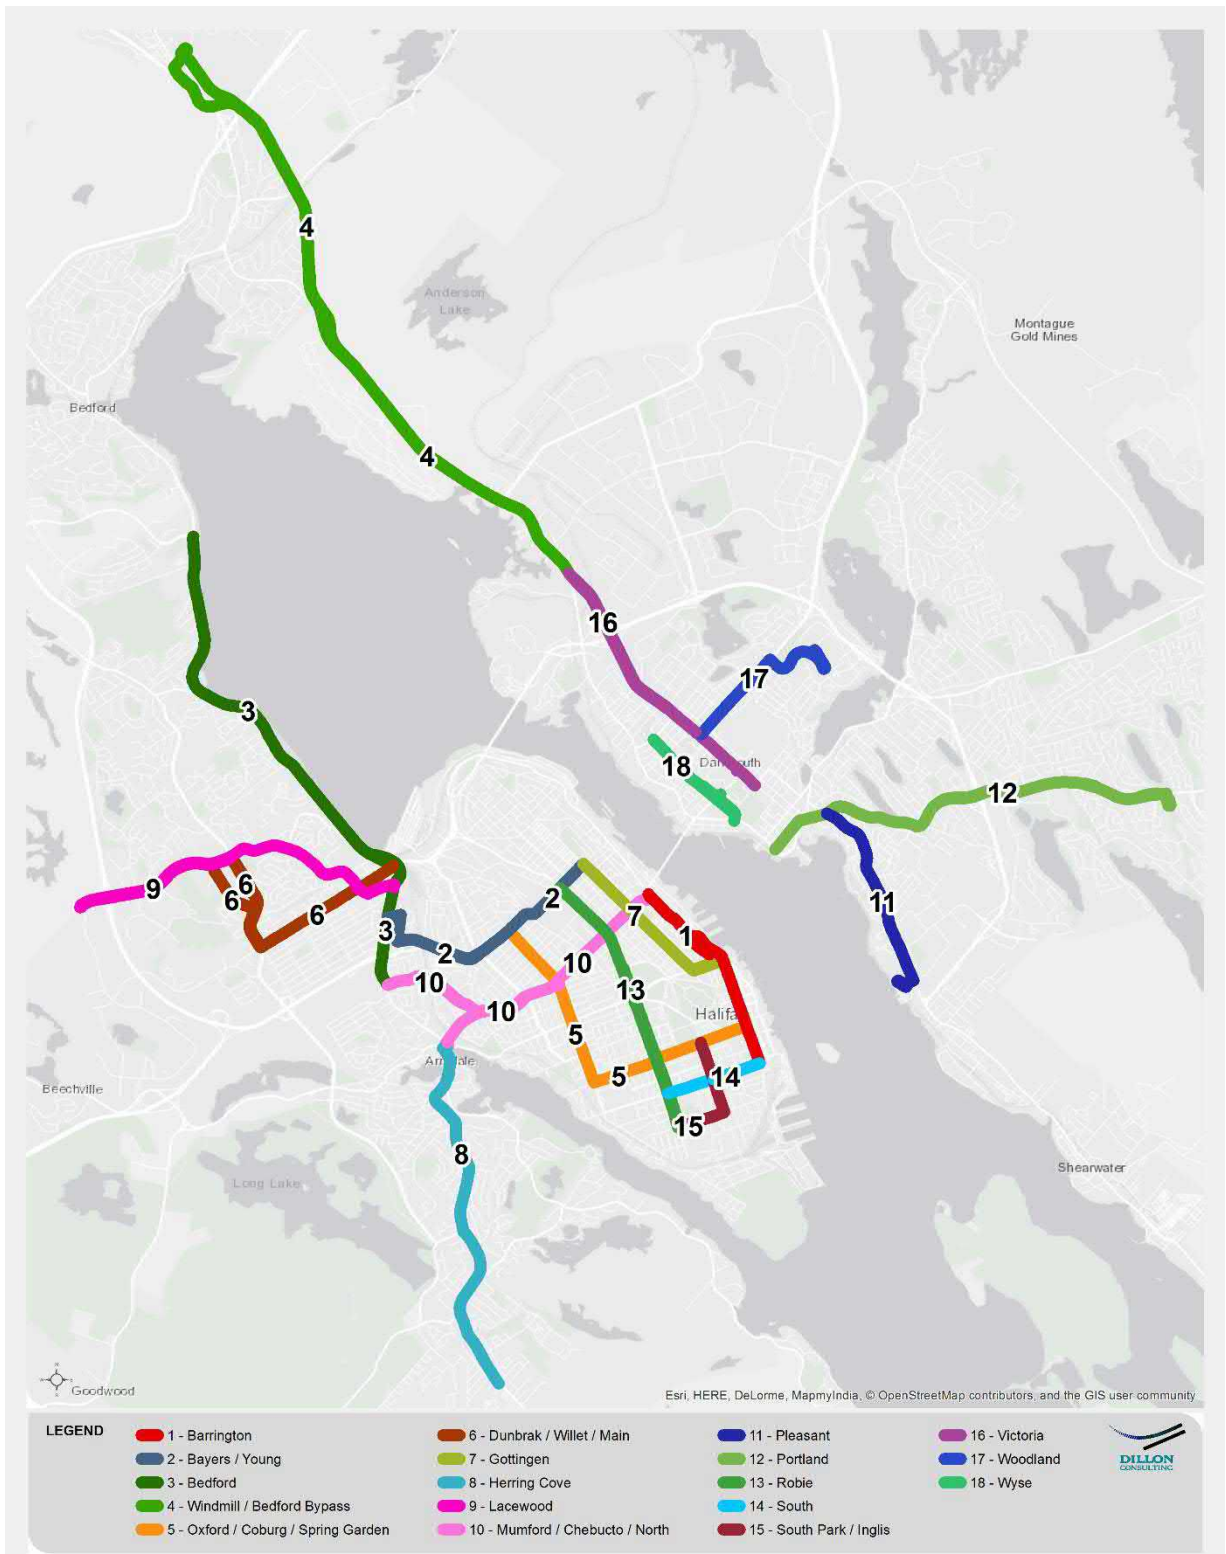 4
Anderson
Lake
Montague
Gold Mines
Bedford
4
16
17
3
18
Dartmouth
12
9
6
6
6
2
7
11
3
1
2
10
10
13
10
Halifa
5
Armdale
5
14
Beechville
15
8
Shearwater
Long Lake
Goodwood
Esri, HERE, DeLorme, MapmyIndia, © OpenStreetMap contributors, and the GIS user community
LEGEND
1 - Barrington
2 - Bayers / Young
3 - Bedford
4 - Windmill / Bedford Bypass
5 - Oxford / Coburg / Spring Garden
6 - Dunbrak / Willet / Main
7 - Gottingen
8 - Herring Cove
9 - Lacewood
10 - Mumford / Chebucto / North
11 - Pleasant
12 - Portland
13 - Robie
14 - South
15 - South Park / Inglis
16 - Victoria
17 - Woodland
18 - Wyse
DILLON
CONSULTING